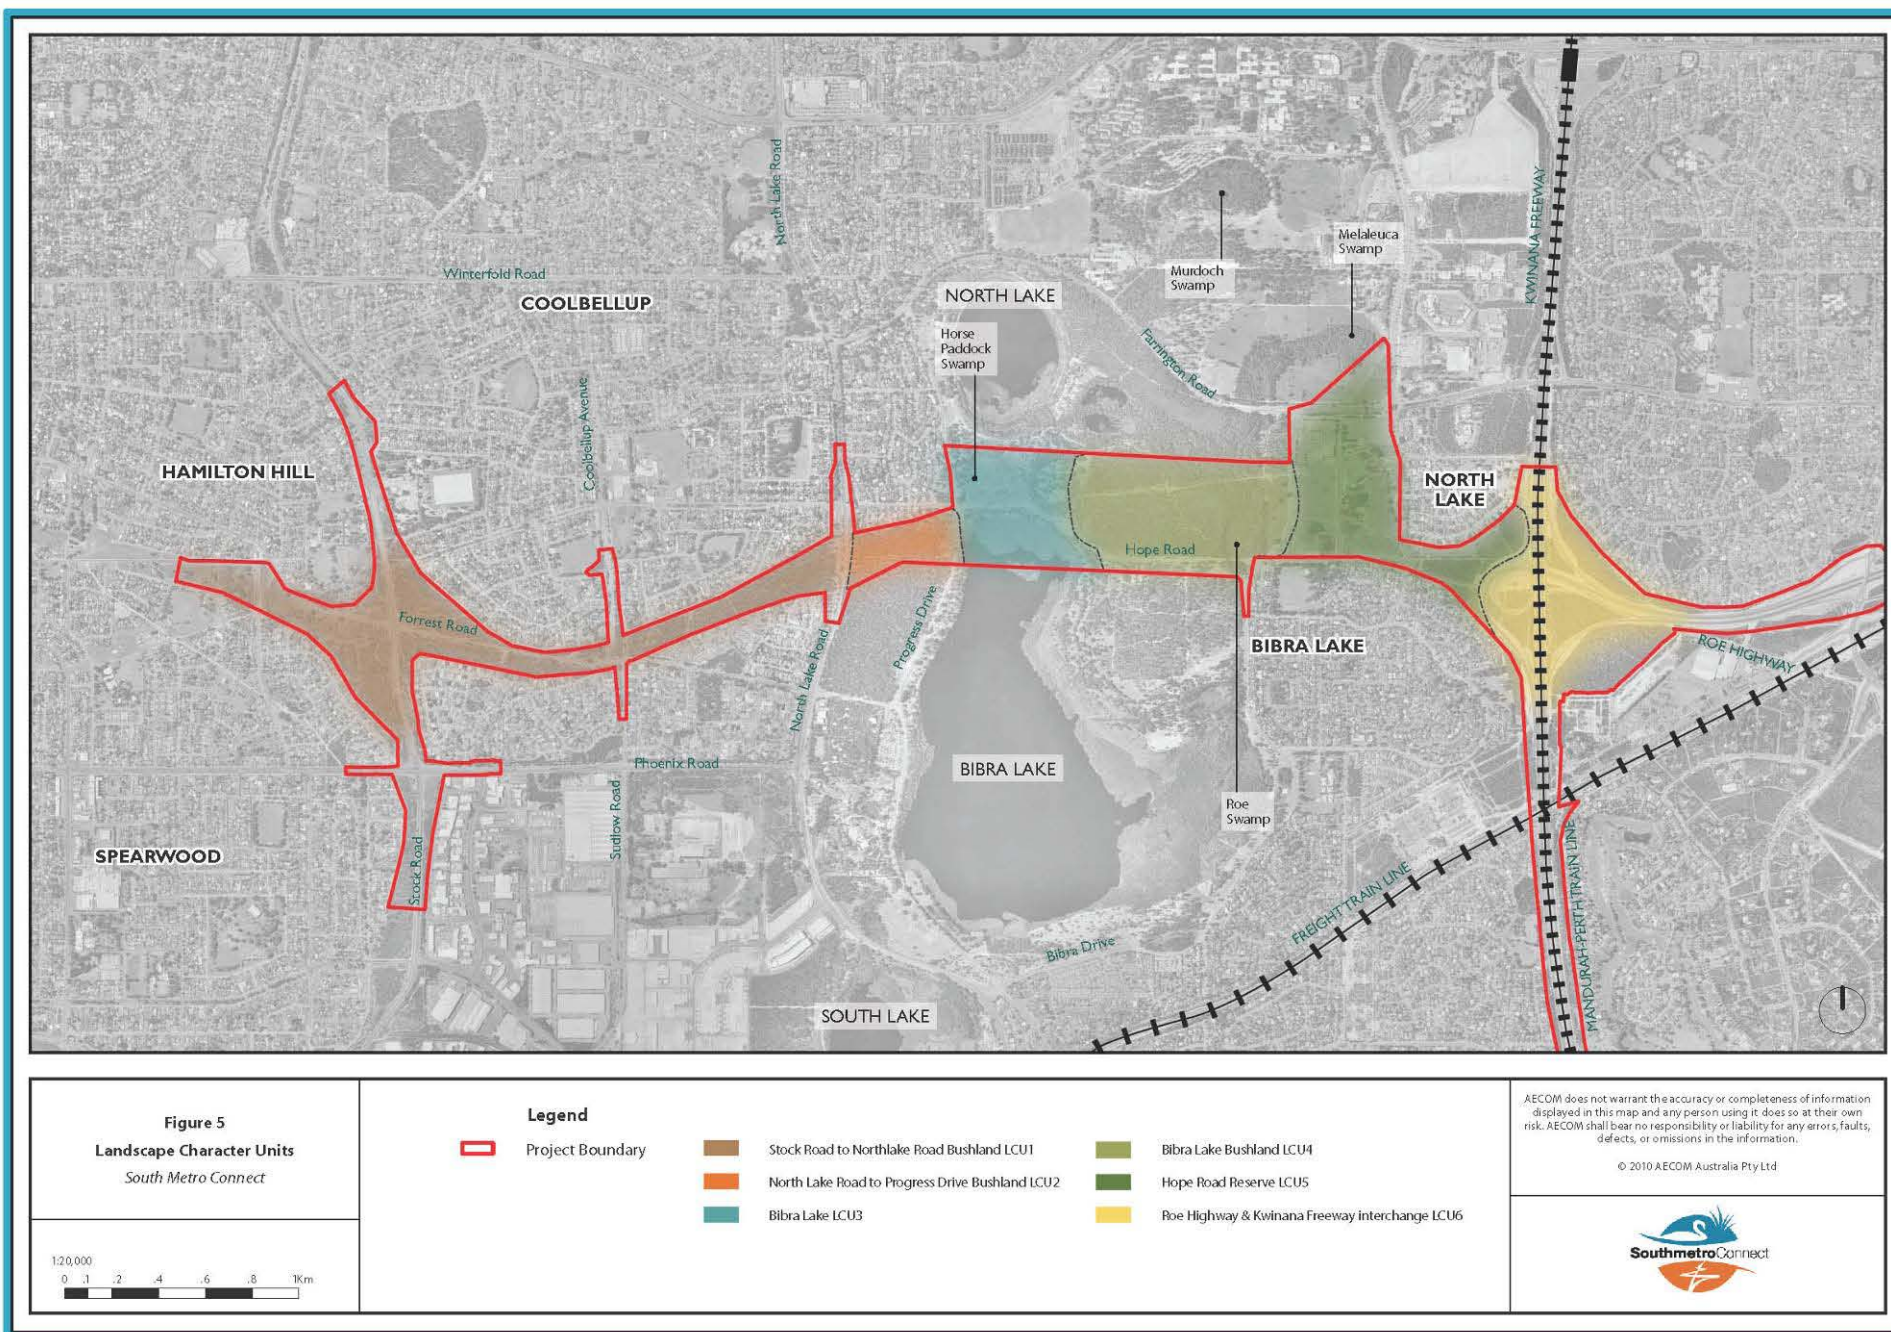 North Lake Road
KWINANA FREEWAY
Melaleuca
Swamp
Murdoch
Swamp
Winterfold Road
COOLBELLUP
NORTH LAKE
Horse
Paddock
Swamp
Farrington Road
Coolbellup Avenue
HAMILTON HILL
NORTH
LAKE
Hope Road
Forrest Road
Progress Drive
North Lake Road
BIBRA LAKE
ROE HIGHWAY
Phoenix Road
BIBRA LAKE
Sudlow Road
Roe
Swamp
SPEARWOOD
Stock Road
FREIGHT TRAIN LINE
MANDURAH-PERTH TRAIN LINE
Bibra Drive
SOUTH LAKE
Figure 5
Landscape Character Units
South Metro Connect
1:20,000
0 .1 .2 .4 .6 .8 1Km
Legend
Project Boundary
Stock Road to Northlake Road Bushland LCU1
North Lake Road to Progress Drive Bushland LCU2
Bibra Lake LCU3
Bibra Lake Bushland LCU4
Hope Road Reserve LCU5
Roe Highway & Kwinana Freeway interchange LCU6
AECOM does not warrant the accuracy or completeness of information
displayed in this map and any person using it does so at their own
risk. AECOM shall bear no responsibility or liability for any errors, faults,
defects, or omissions in the information.
© 2010 AECOM Australia Pty Ltd
SouthmetroConnect